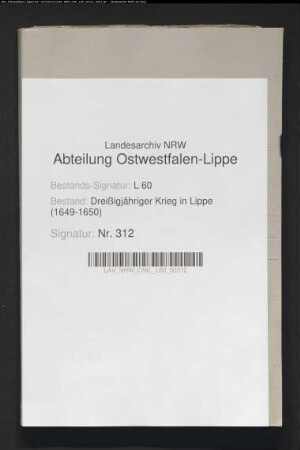 Landesarchiv NRW
Abteilung Ostwestfalen-Lippe
Bestands-Signatur: L 60
Bestand: Dreißigjähriger Krieg in Lippe
(1649-1650)
Signatur: Nr. 312
LAV_NRW_OWL_L60_00312